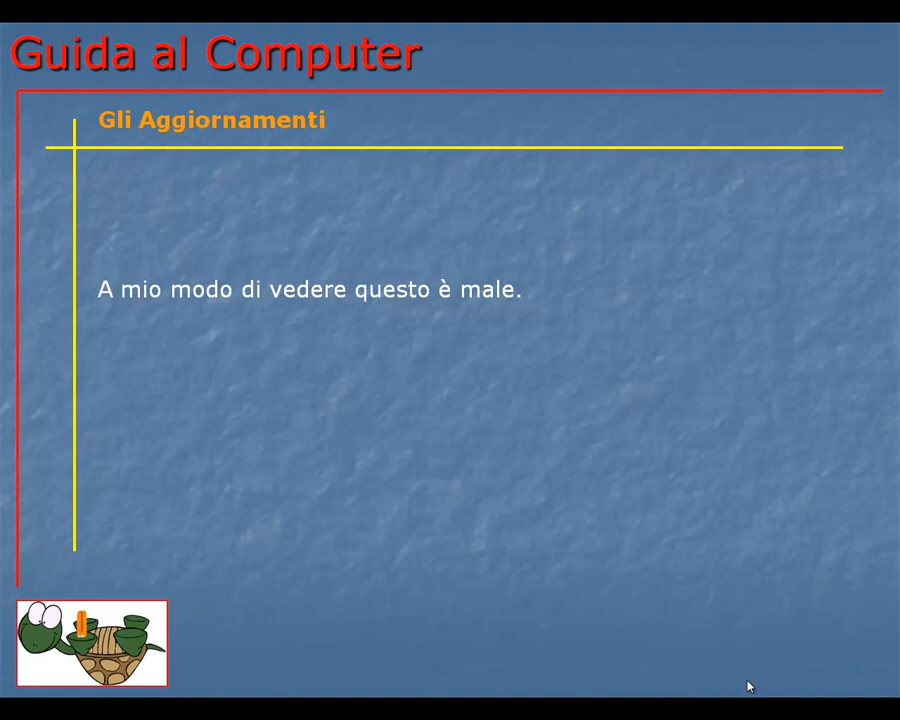 Guida al Computer
Gli Aggiornamenti
A mio modo di vedere questo è male.